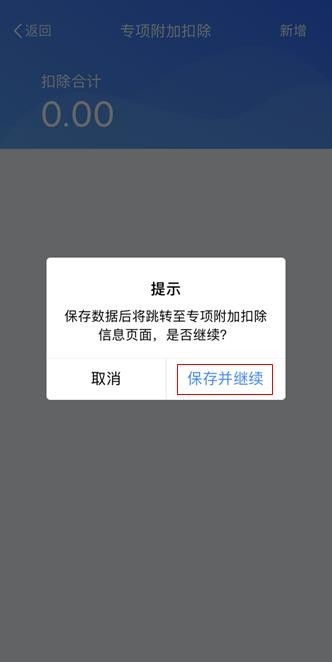 返回 专项附加扣除 新增
扣除合计
0.00
提示
保存数据后将跳转至专项附加扣除
信息页面，是否继续？
取消 保存并继续